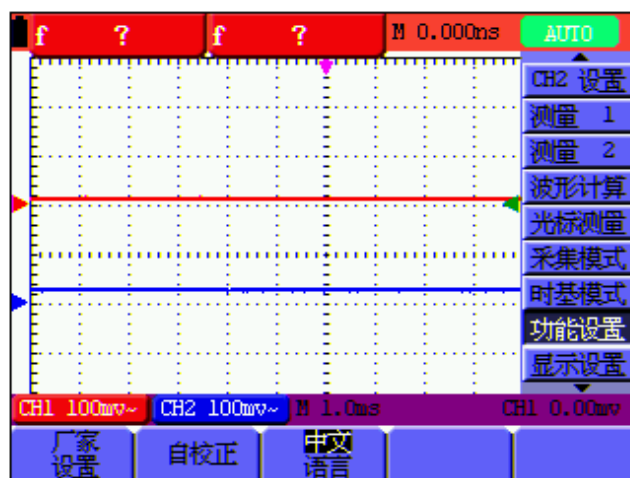 f ? f ? M 0.000ns AUTO
CH2 设置
测量 1
测量 2
波形计算
光标测量
采集模式
时基模式
功能设置
显示设置
CH1 100mv~ CH2 100mv~ M 1.0ms CH1 0.00mv
厂家
设置
自校正
中文
语言